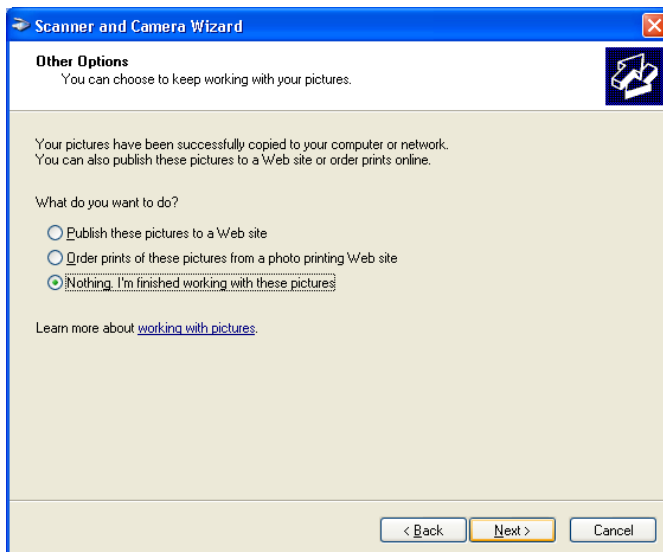 Scanner and Camera Wizard
Other Options
You can choose to keep working with your pictures.
Your pictures have been successfully copied to your computer or network.
You can also publish these pictures to a Web site or order prints online.
What do you want to do?
Publish these pictures to a Web site
Order prints of these pictures from a photo printing Web site
Nothing. I'm finished working with these pictures
Learn more about working with pictures.
< Back Next > Cancel